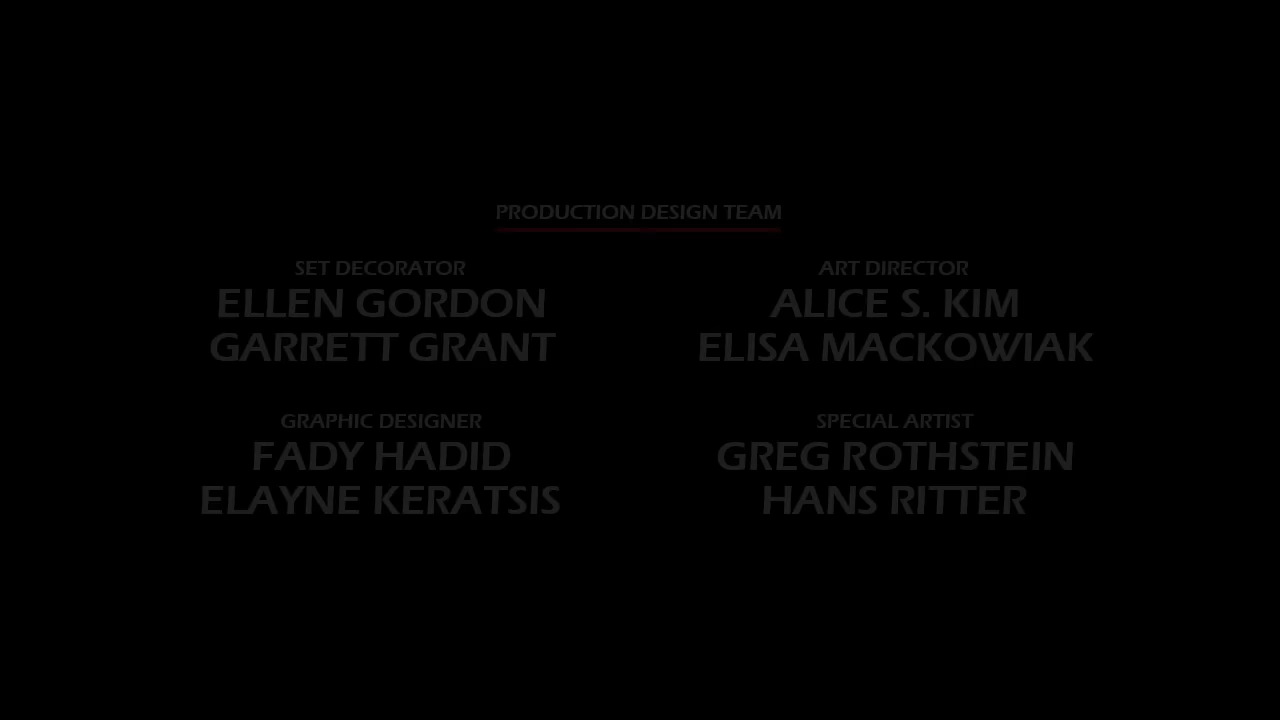 PRODUCTION DESIGN TEAM
SET DECORATOR
ELLEN GORDON
GARRETT GRANT
ART DIRECTOR
ALICE S. KIM
ELISA MACKOWIAK
GRAPHIC DESIGNER
FADY HADID
ELAYNE KERATSIS
SPECIAL ARTIST
GREG ROTHSTEIN
HANS RITTER